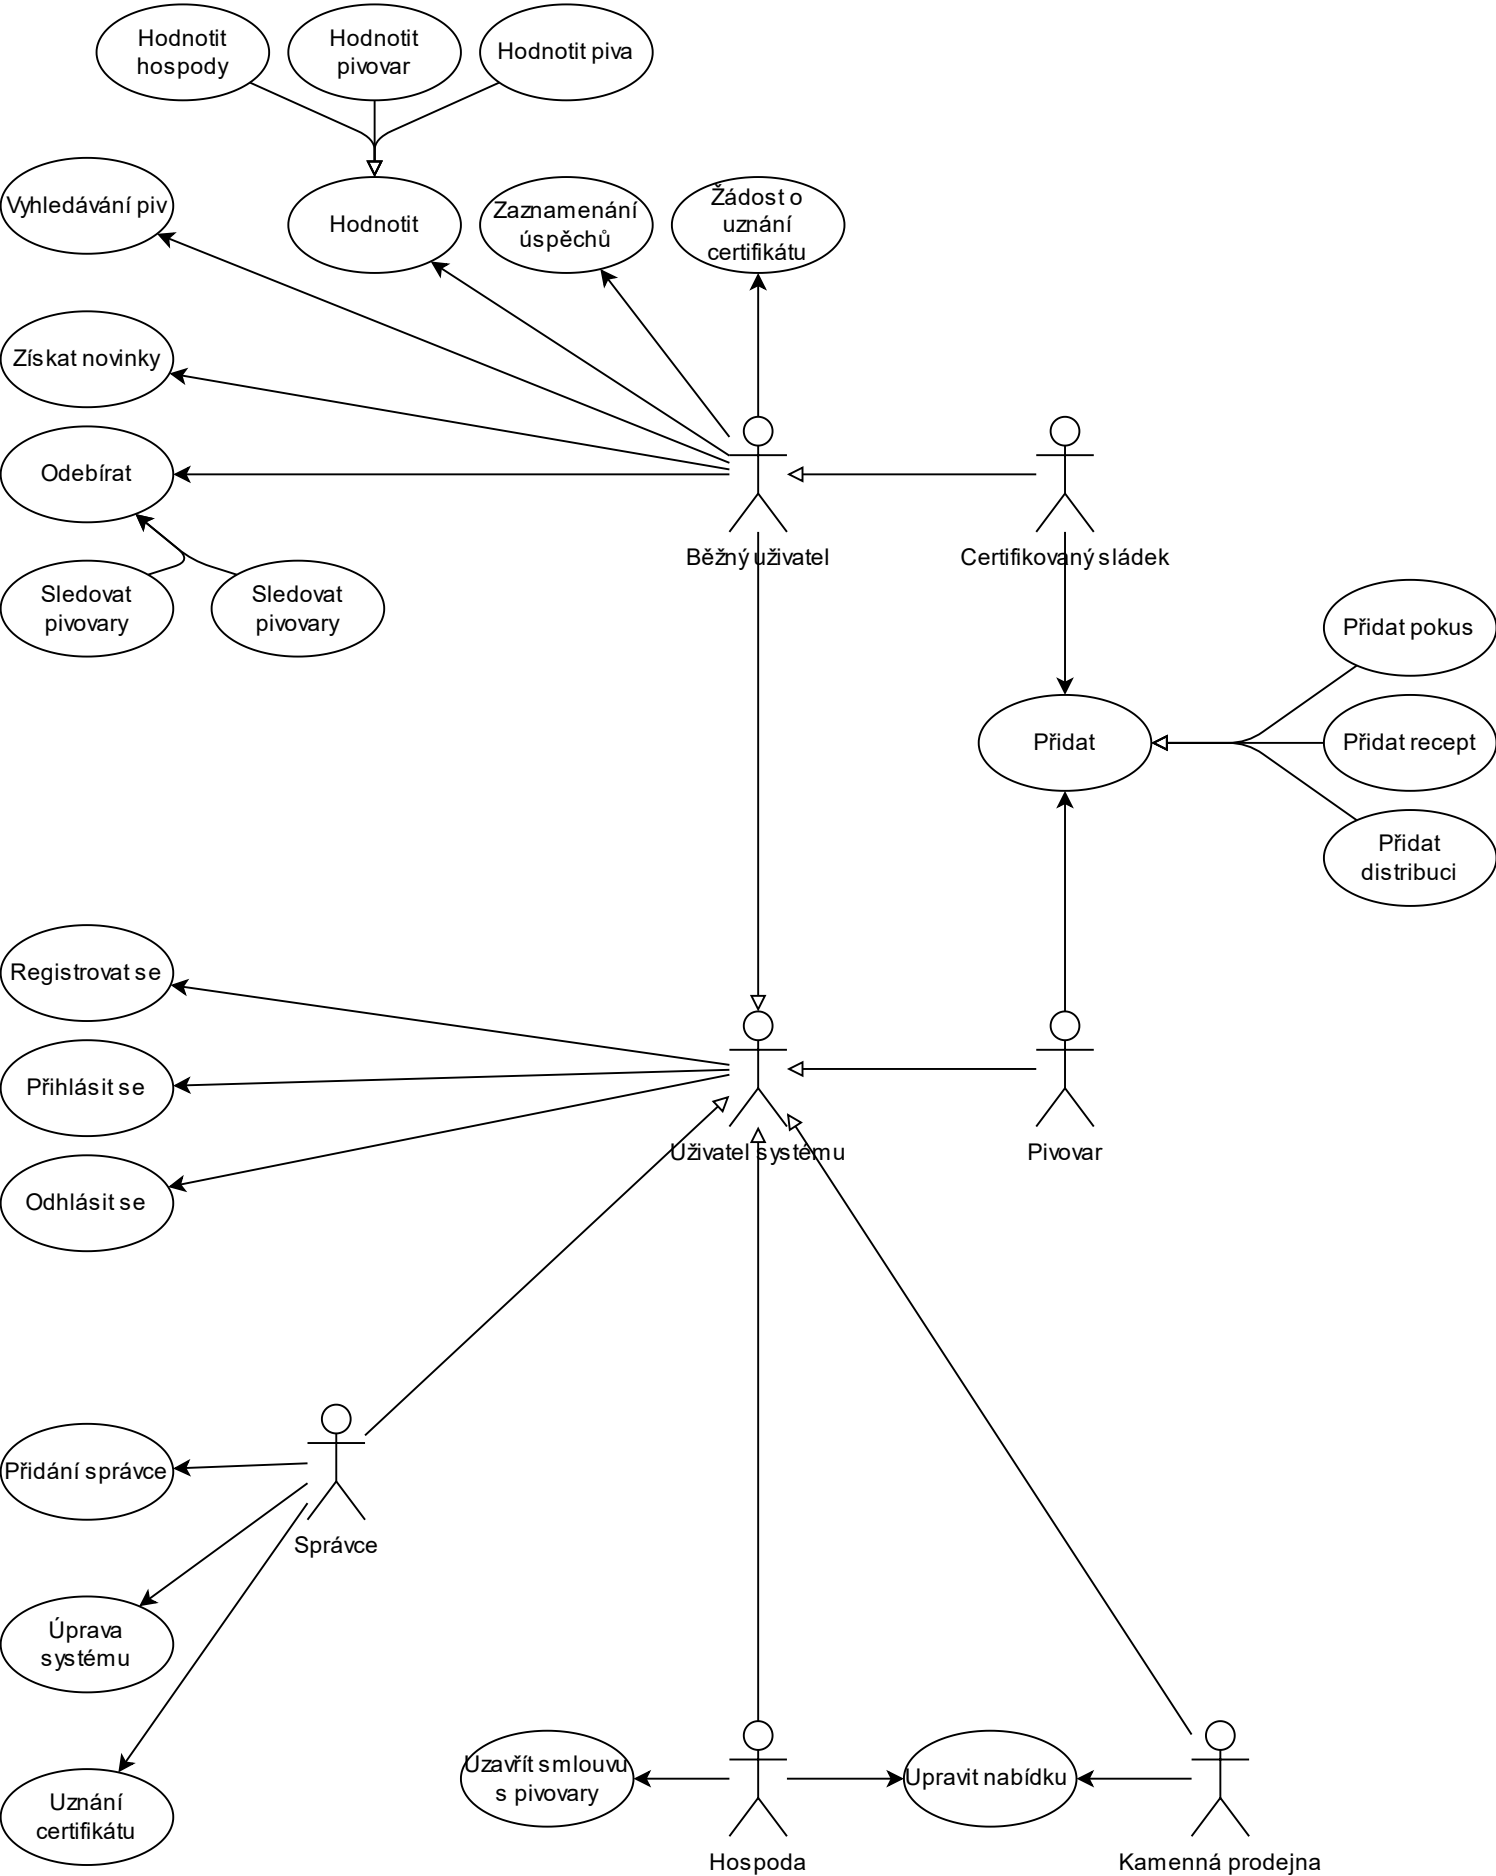 Hodnotit
hospody
Hodnotit
pivovar
Hodnotit piva
Vyhledávání piv
Hodnotit
Zaznamenání
úspěchů
Žádost o
uznání
certifikátu
Získat novinky
Odebírat
Sledovat
pivovary
Sledovat
pivovary
Běžný uživatel
Certifikovaný sládek
Přidat pokus
Přidat
Přidat recept
Přidat
distribuci
Registrovat se
Přihlásit se
Odhlásit se
Uživatel systému
Pivovar
Přidání správce
Správce
Úprava
systému
Uznání
certifikátu
Uzavřít smlouvu
s pivovary
Upravit nabídku
Hospoda
Kamenná prodejna